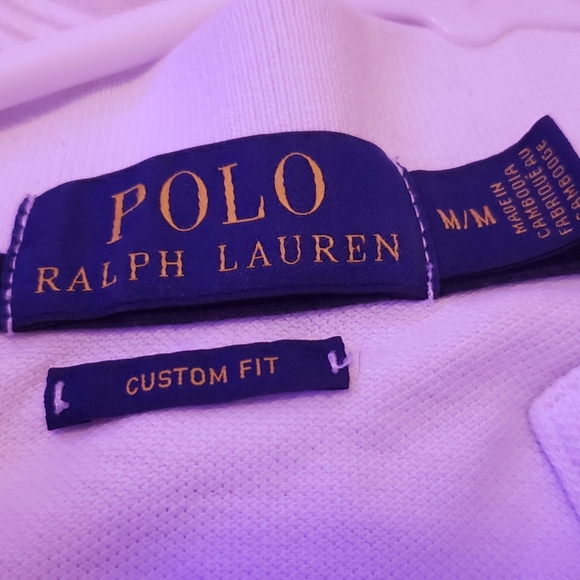 POLO
RALPH LAUREN
M/M
MADE IN
CAMBODIA
FABRIQUÉ AU
CAMBODGE
CUSTOM FIT